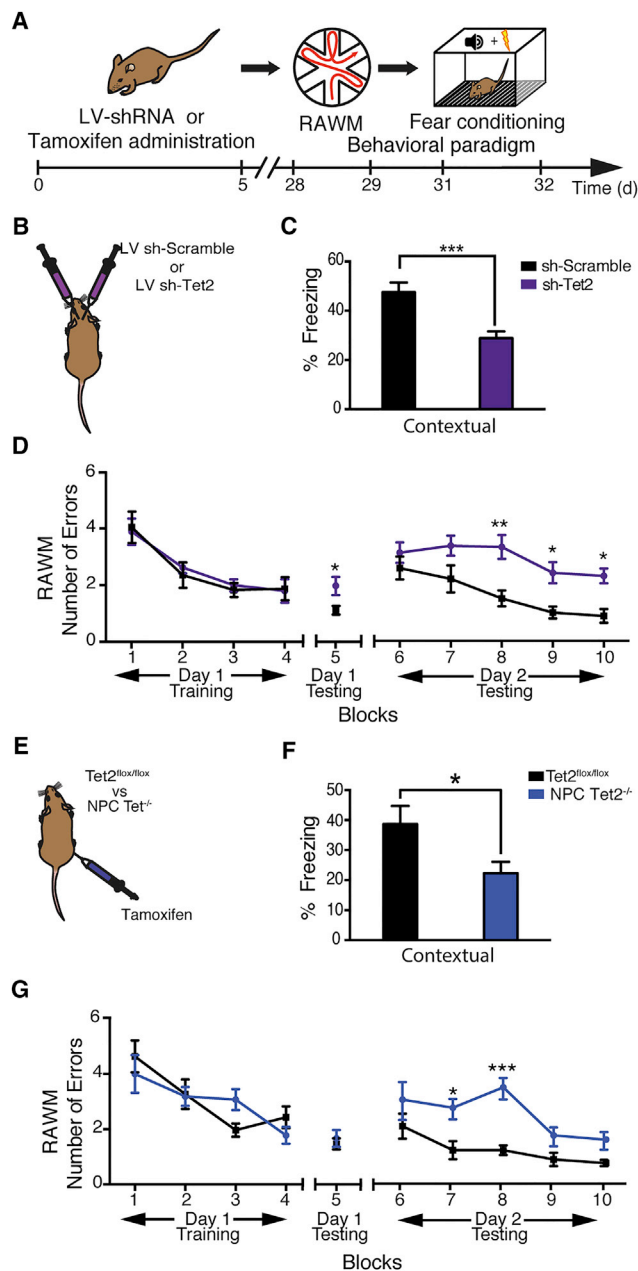 A
LV-shRNA or
Tamoxifen administration
RAWM
Fear conditioning
Behavioral paradigm
+
0
5
28
29
31
32
Time (d)
B
LV sh-Scramble
or
LV sh-Tet2
C
% Freezing
60
40
20
0
***
sh-Scramble
sh-Tet2
Contextual
D
RAWM
Number of Errors
6
4
2
0
*
**
*
*
1
2
3
4
5
6
7
8
9
10
Day 1
Training
Day 1
Testing
Day 2
Testing
Blocks
E
Tet2flox/flox
vs
NPC Tet-/-
Tamoxifen
F
% Freezing
50
40
30
20
10
0
*
Tet2flox/flox
NPC Tet2-/-
Contextual
G
RAWM
Number of Errors
6
4
2
0
*
***
1
2
3
4
5
6
7
8
9
10
Day 1
Training
Day 1
Testing
Day 2
Testing
Blocks